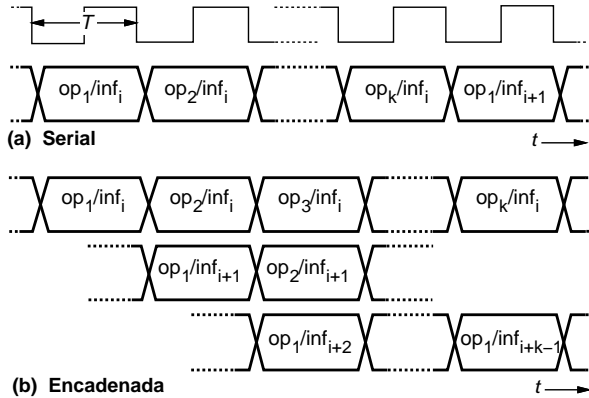 T
op1/infi op2/infi opk/infi op1/infi+1
(a) Serial t
op1/infi op2/infi op3/infi opk/infi
op1/infi+1 op2/infi+1
op1/infi+2 op1/infi+k−1
(b) Encadenada t